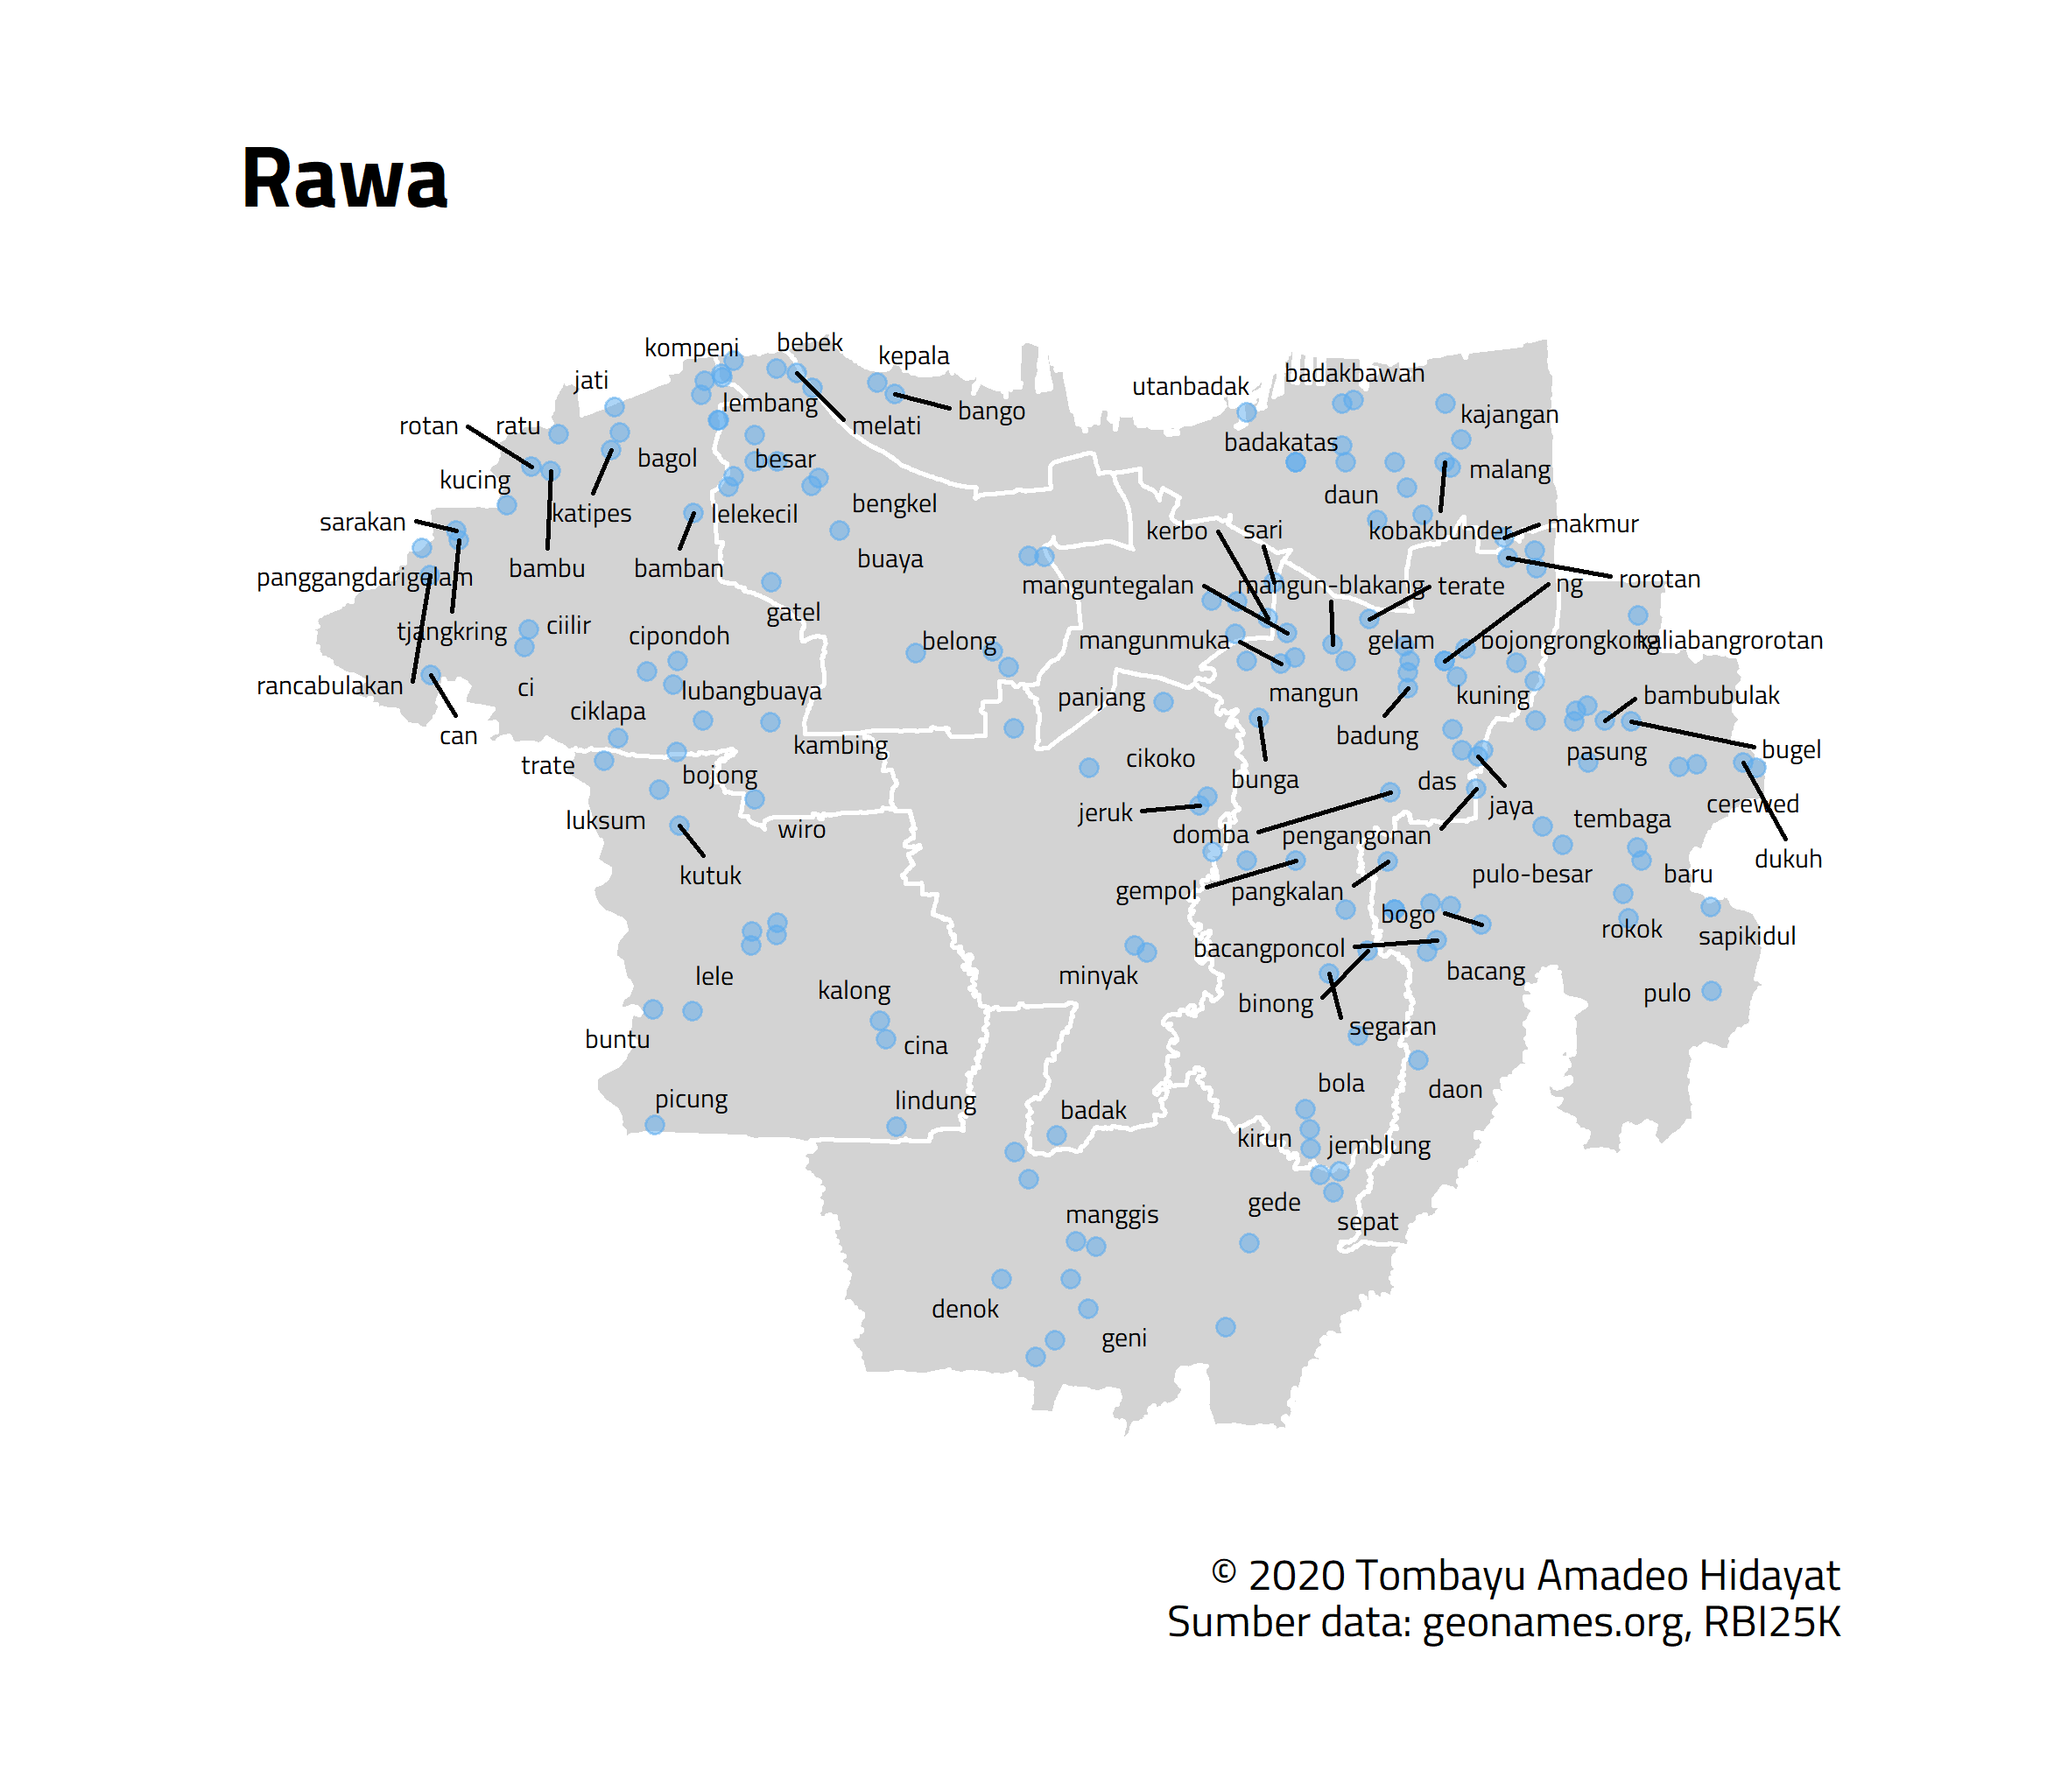 Rawa
kompeni
bebek
kepala
jati
utanbadak
badakbawah
lembang
bango
melati
kajangan
rotan
ratu
bagol
besar
badakatas
malang
kucing
katipes
lelekecil
bengkel
daun
sarakan
kerbo
sari
kobakbunder
makmur
bambu
bamban
buaya
panggangdarigelam
manguntegalan
mangun-blakang
terate
ng
rorotan
gatel
tjangkring
ciilir
cipondoh
belong
mangunmuka
gelam
bojongrongkong
kaliabangrorotan
rancabulakan
ci
lubangbuaya
panjang
mangun
kuning
bambubulak
can
ciklapa
kambing
badung
pasung
bugel
trate
bojong
cikoko
bunga
das
jaya
cerewed
luksum
wiro
jeruk
domba
pengangonan
tembaga
dukuh
kutuk
gempol
pangkalan
pulo-besar
baru
bogo
rokok
sapikidul
lele
minyak
bacangponcol
bacang
kalong
binong
pulo
buntu
cina
segaran
picung
lindung
badak
bola
daon
kirun
jemblung
manggis
gede
sepat
denok
geni
© 2020 Tombayu Amadeo Hidayat
Sumber data: geonames.org, RBI25K